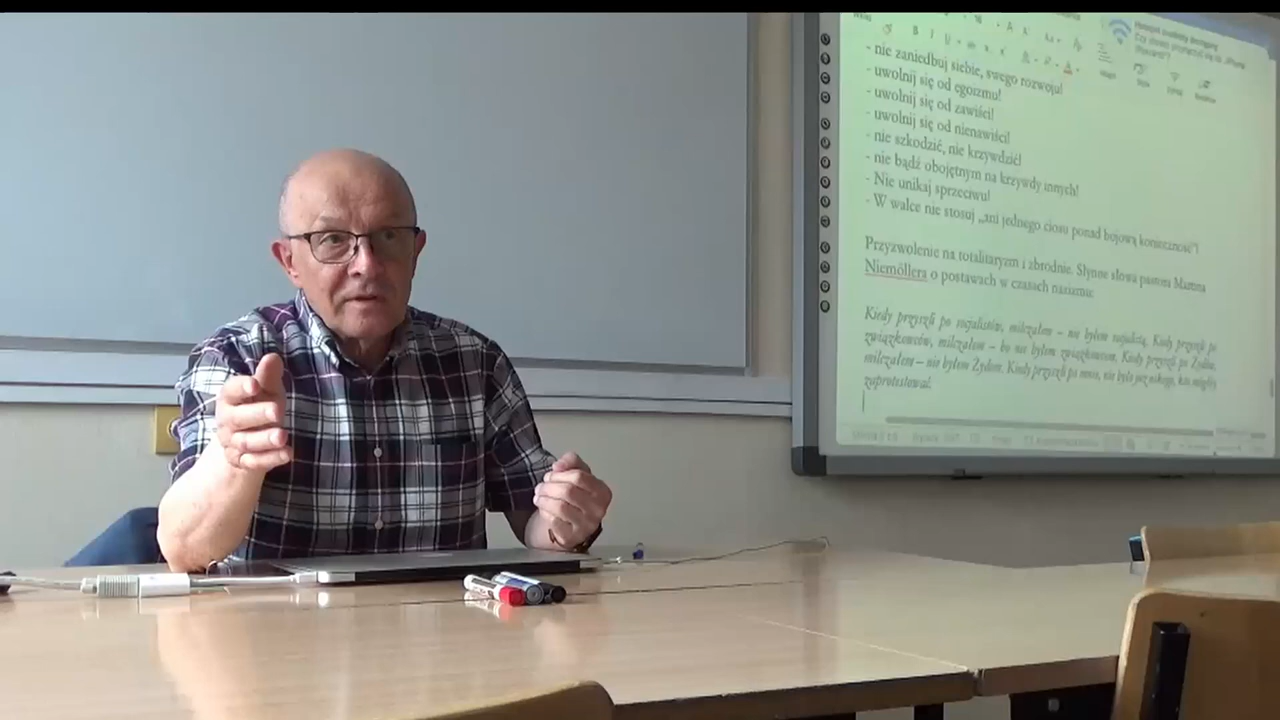 - nie zaniedbuj siebie, swego rozwoju!
- uwolnij się od egoizmu!
- uwolnij się od zawiści!
- uwolnij się od nienawiści!
- nie szkodzić, nie krzywdzić!
- nie bądź obojętnym na krzywdy innych!
- Nie unikaj sprzeciwu!
- W walce nie stosuj „ani jednego ciosu ponad bojową konieczność"!
Przyzwolenie na totalitaryzm i zbrodnie. Słynne słowa pastora Martina
Niemöllera o postawach w czasach nazizmu:
Kiedy przyszli po socjalistów, milczałem – nie byłem socjalistą. Kiedy przyszli po
związkowców, milczałem – bo nie byłem związkowcem. Kiedy przyszli po Żydów,
milczałem – nie byłem Żydem. Kiedy przyszli po mnie, nie było już nikogo, kto mógłby
zaprotestować.